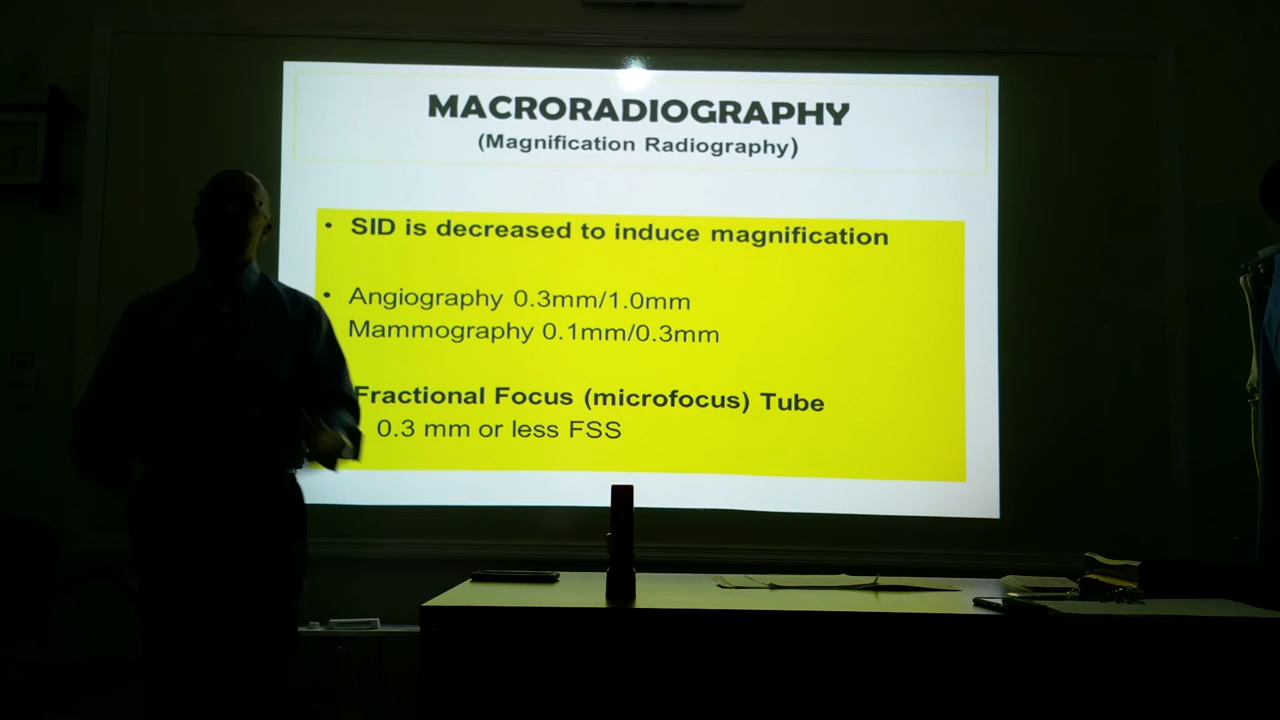 MACRORADIOGRAPHY
(Magnification Radiography)
• SID is decreased to induce magnification
• Angiography 0.3mm/1.0mm
Mammography 0.1mm/0.3mm
Fractional Focus (microfocus) Tube
0.3 mm or less FSS